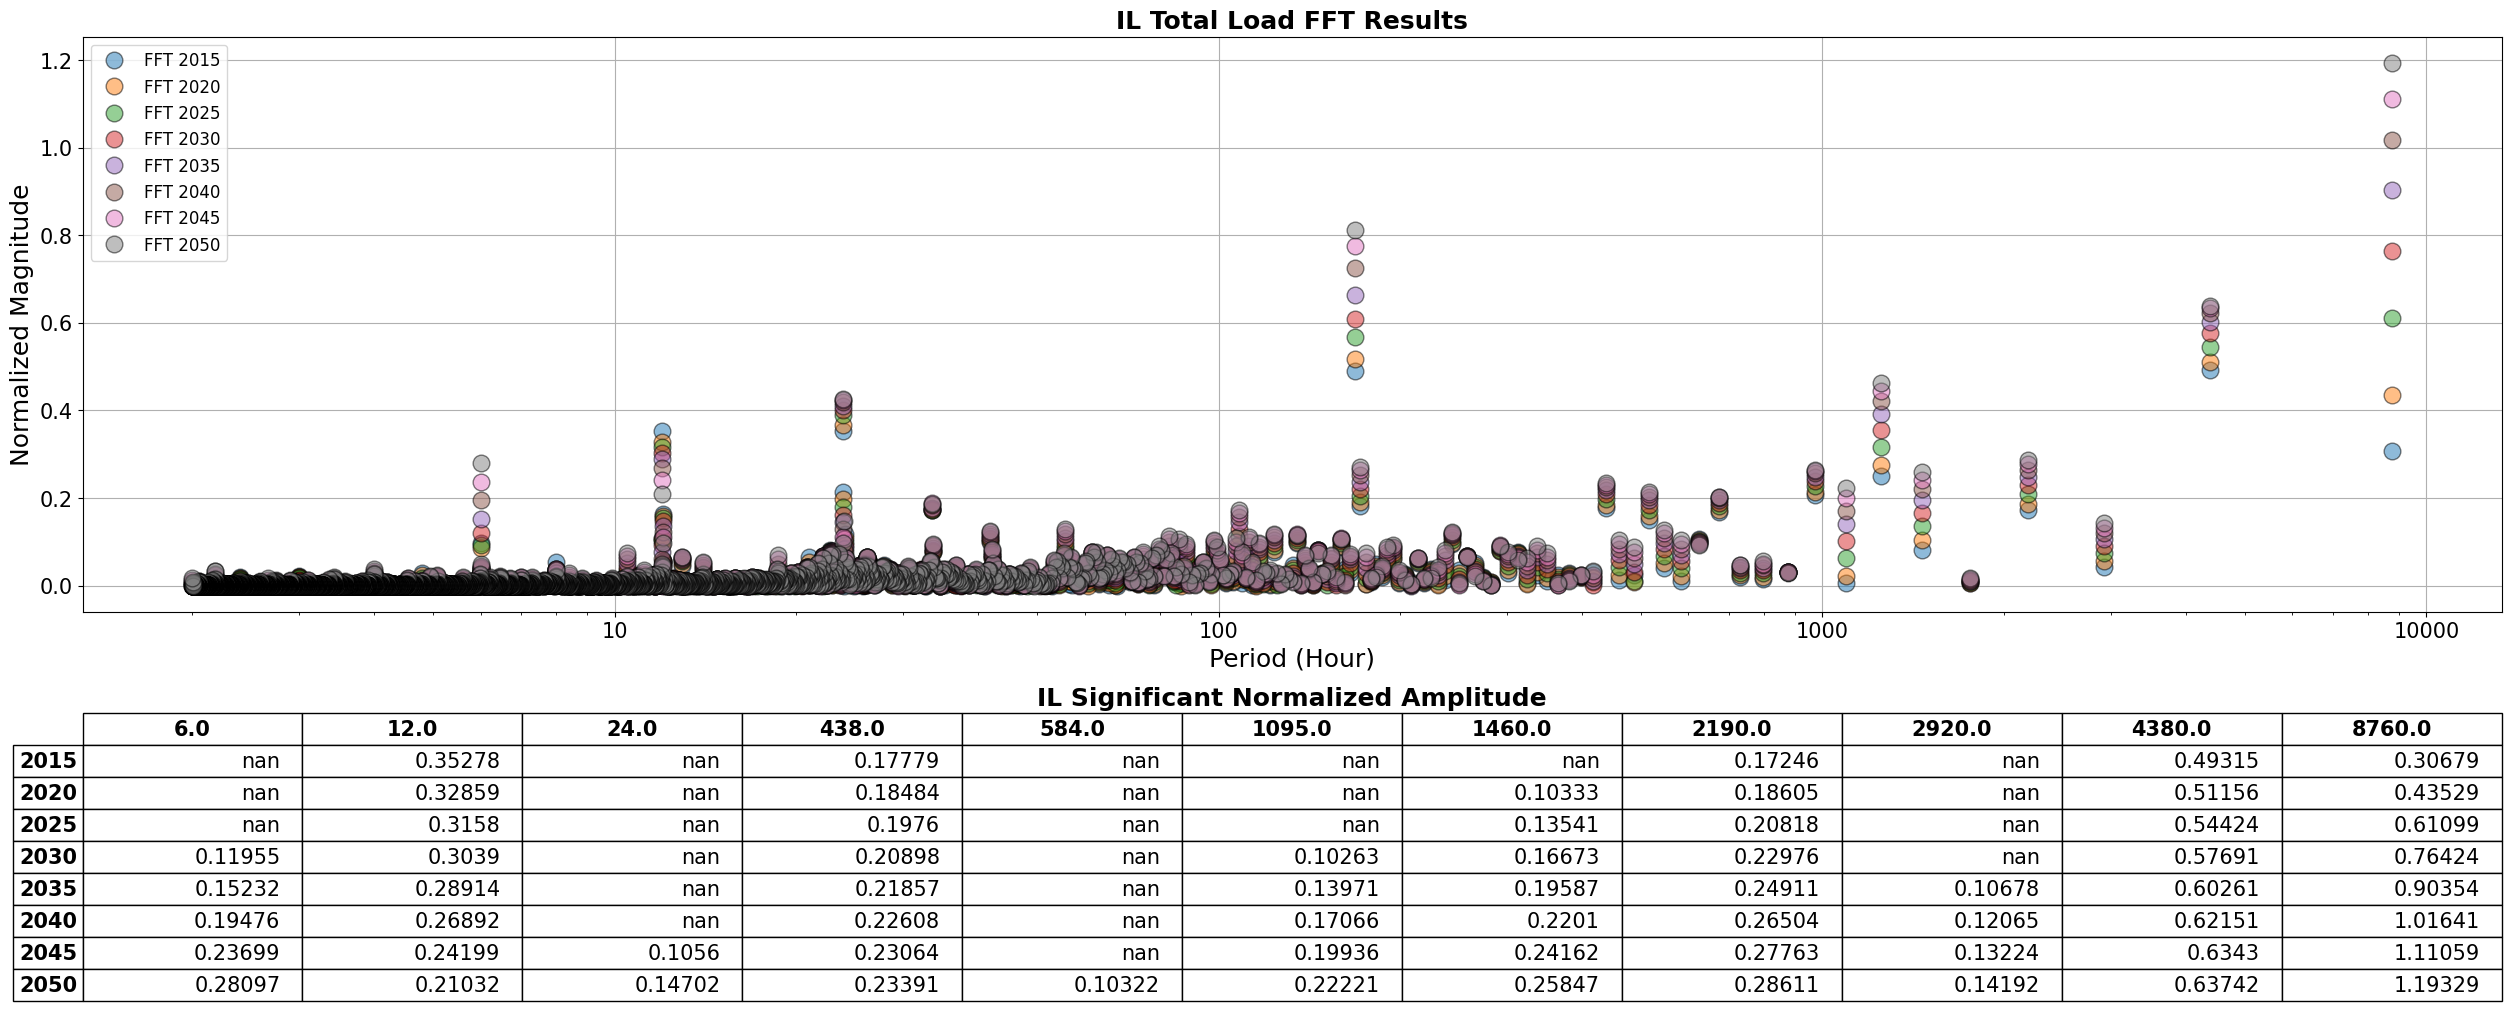 IL Total Load FFT Results
Normalized Magnitude
1.2
1.0
0.8
0.6
0.4
0.2
0.0
FFT 2015
FFT 2020
FFT 2025
FFT 2030
FFT 2035
FFT 2040
FFT 2045
FFT 2050
10 100 1000 10000
Period (Hour)
IL Significant Normalized Amplitude
6.0 12.0 24.0 438.0 584.0 1095.0 1460.0 2190.0 2920.0 4380.0 8760.0
2015 nan 0.35278 nan 0.17779 nan nan nan 0.17246 nan 0.49315 0.30679
2020 nan 0.32859 nan 0.18484 nan nan 0.10333 0.18605 nan 0.51156 0.43529
2025 nan 0.3158 nan 0.1976 nan nan 0.13541 0.20818 nan 0.54424 0.61099
2030 0.11955 0.3039 nan 0.20898 nan 0.10263 0.16673 0.22976 nan 0.57691 0.76424
2035 0.15232 0.28914 nan 0.21857 nan 0.13971 0.19587 0.24911 0.10678 0.60261 0.90354
2040 0.19476 0.26892 nan 0.22608 nan 0.17066 0.2201 0.26504 0.12065 0.62151 1.01641
2045 0.23699 0.24199 0.1056 0.23064 nan 0.19936 0.24162 0.27763 0.13224 0.6343 1.11059
2050 0.28097 0.21032 0.14702 0.23391 0.10322 0.22221 0.25847 0.28611 0.14192 0.63742 1.19329